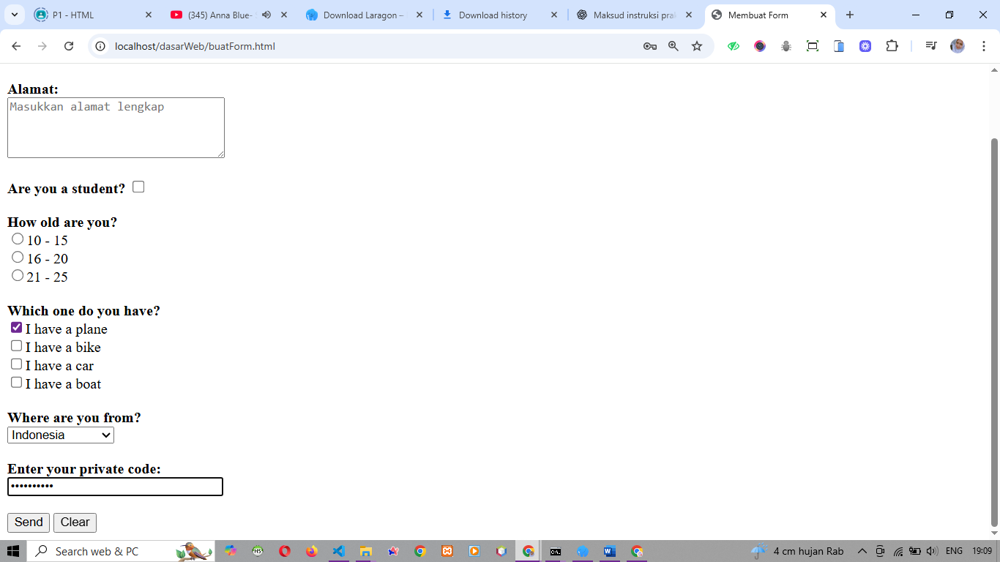 P1 - HTML
(345) Anna Blue-
Download Laragon –
Download history
Maksud instruksi pra
Membuat Form
localhost/dasarWeb/buatForm.html
Alamat:
Masukkan alamat lengkap
Are you a student?
How old are you?
10 - 15
16 - 20
21 - 25
Which one do you have?
I have a plane
I have a bike
I have a car
I have a boat
Where are you from?
Indonesia
Enter your private code:
••••••••••
Send Clear
Search web & PC
HS
4 cm hujan Rab
ENG
19:09